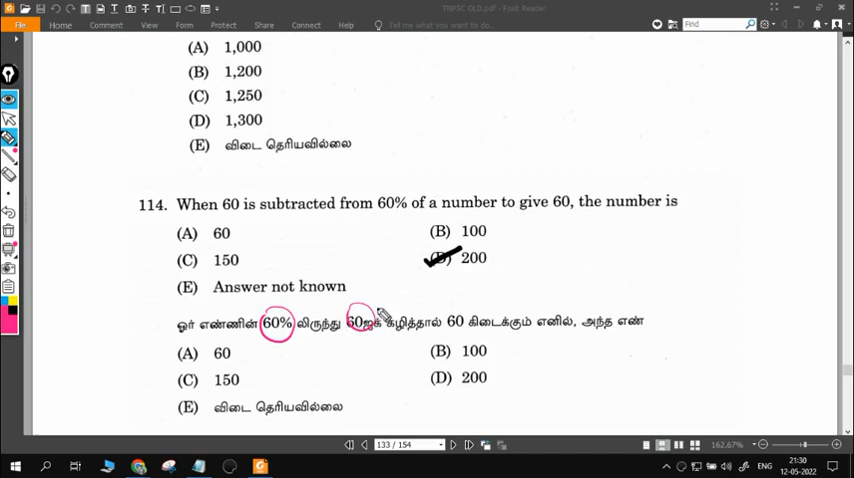 TNPSC OLD.pdf - Foxit Reader
File Home Comment View Form Protect Share Connect Help Tell me what you want to do... Find
(A) 1,000
(B) 1,200
(C) 1,250
(D) 1,300
(E) விடை தெரியவில்லை
114. When 60 is subtracted from 60% of a number to give 60, the number is
(A) 60 (B) 100
(C) 150 (D) 200
(E) Answer not known
ஓர் எண்ணின் 60% லிருந்து 60ஐக் கழித்தால் 60 கிடைக்கும் எனில், அந்த எண்
(A) 60 (B) 100
(C) 150 (D) 200
(E) விடை தெரியவில்லை
133 / 154 162.67%
ENG 21:30
12-05-2022